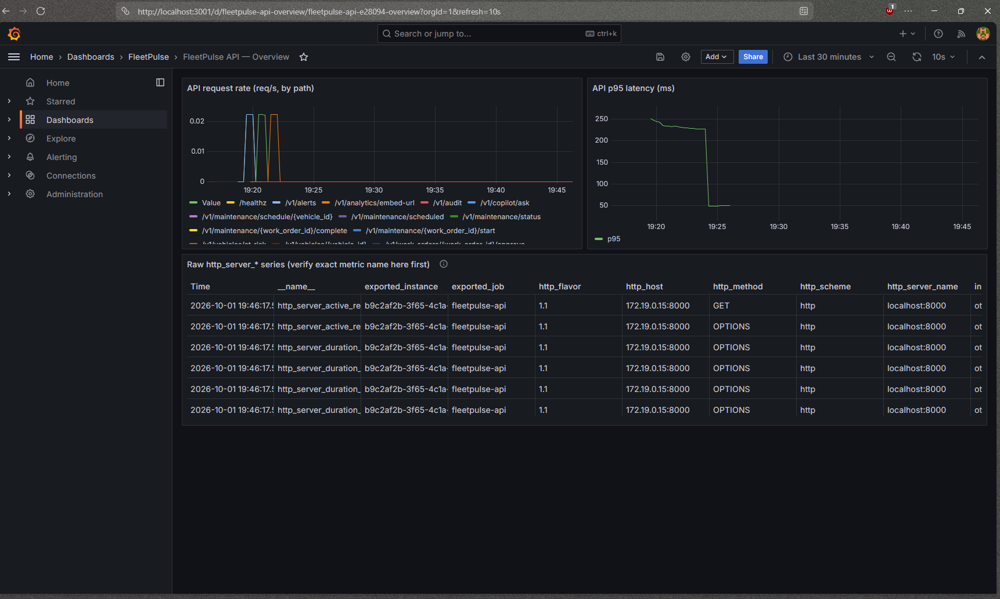 http://localhost:3001/d/fleetpulse-api-overview/fleetpulse-api-e28094-overview?orgId=1&refresh=10s
1
Search or jump to...
ctrl+k
Home › Dashboards › FleetPulse › FleetPulse API — Overview
Add
Share
Last 30 minutes
10s
Home
Starred
Dashboards
Explore
Alerting
Connections
Administration
API request rate (req/s, by path)
0.02
0.01
0
19:20 19:25 19:30 19:35 19:40 19:45
Value /healthz /v1/alerts /v1/analytics/embed-url /v1/audit /v1/copilot/ask
/v1/maintenance/schedule/{vehicle_id} /v1/maintenance/scheduled /v1/maintenance/status
/v1/maintenance/{work_order_id}/complete /v1/maintenance/{work_order_id}/start
/v1/vehicles/at-risk /v1/vehicles/{vehicle_id} /v1/work-orders/{work_order_id}/approve
API p95 latency (ms)
250
200
150
100
50
19:20 19:25 19:30 19:35 19:40 19:45
p95
Raw http_server_* series (verify exact metric name here first)
Time __name__ exported_instance exported_job http_flavor http_host http_method http_scheme http_server_name in
2026-10-01 19:46:17.5 http_server_active_re b9c2af2b-3f65-4c1a- fleetpulse-api 1.1 172.19.0.15:8000 GET http localhost:8000 ot
2026-10-01 19:46:17.5 http_server_active_re b9c2af2b-3f65-4c1a- fleetpulse-api 1.1 172.19.0.15:8000 OPTIONS http localhost:8000 ot
2026-10-01 19:46:17.5 http_server_duration_ b9c2af2b-3f65-4c1a- fleetpulse-api 1.1 172.19.0.15:8000 OPTIONS http localhost:8000 ot
2026-10-01 19:46:17.5 http_server_duration_ b9c2af2b-3f65-4c1a- fleetpulse-api 1.1 172.19.0.15:8000 OPTIONS http localhost:8000 ot
2026-10-01 19:46:17.5 http_server_duration_ b9c2af2b-3f65-4c1a- fleetpulse-api 1.1 172.19.0.15:8000 OPTIONS http localhost:8000 ot
2026-10-01 19:46:17.5 http_server_duration_ b9c2af2b-3f65-4c1a- fleetpulse-api 1.1 172.19.0.15:8000 OPTIONS http localhost:8000 ot